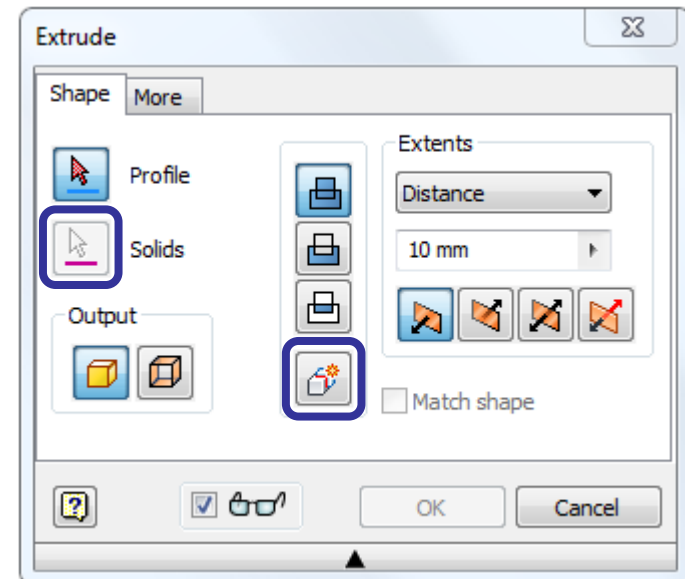 Extrude
Shape
More
Profile
Solids
Output
Extents
Distance
10 mm
Match shape
?
OK
Cancel